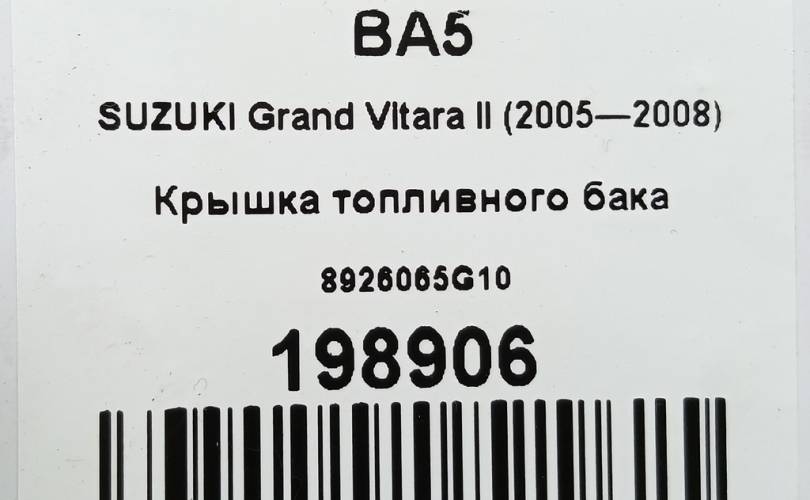 BA5
SUZUKI Grand Vitara II (2005—2008)
Крышка топливного бака
8926065G10
198906